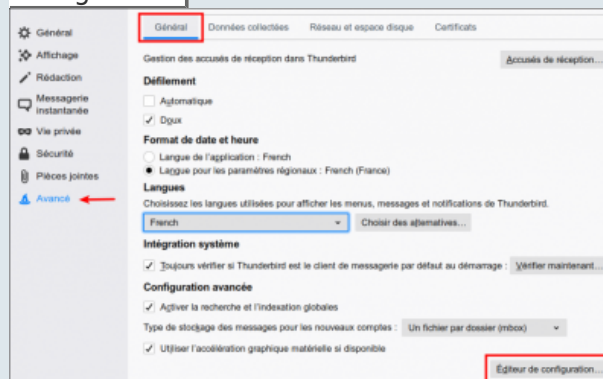 Général
Affichage
Rédaction
Messagerie
instantanée
Vie privée
Sécurité
Pièces jointes
Avancé
Général Données collectées Réseau et espace disque Certificats
Gestion des accusés de réception dans Thunderbird Accusés de réception…
Défilement
Automatique
Doux
Format de date et heure
Langue de l'application : French
Langue pour les paramètres régionaux : French (France)
Langues
Choisissez les langues utilisées pour afficher les menus, messages et notifications de Thunderbird.
French Choisir des alternatives…
Intégration système
Toujours vérifier si Thunderbird est le client de messagerie par défaut au démarrage : Vérifier maintenant…
Configuration avancée
Activer la recherche et l'indexation globales
Type de stockage des messages pour les nouveaux comptes : Un fichier par dossier (mbox)
Utiliser l'accélération graphique matérielle si disponible
Éditeur de configuration…